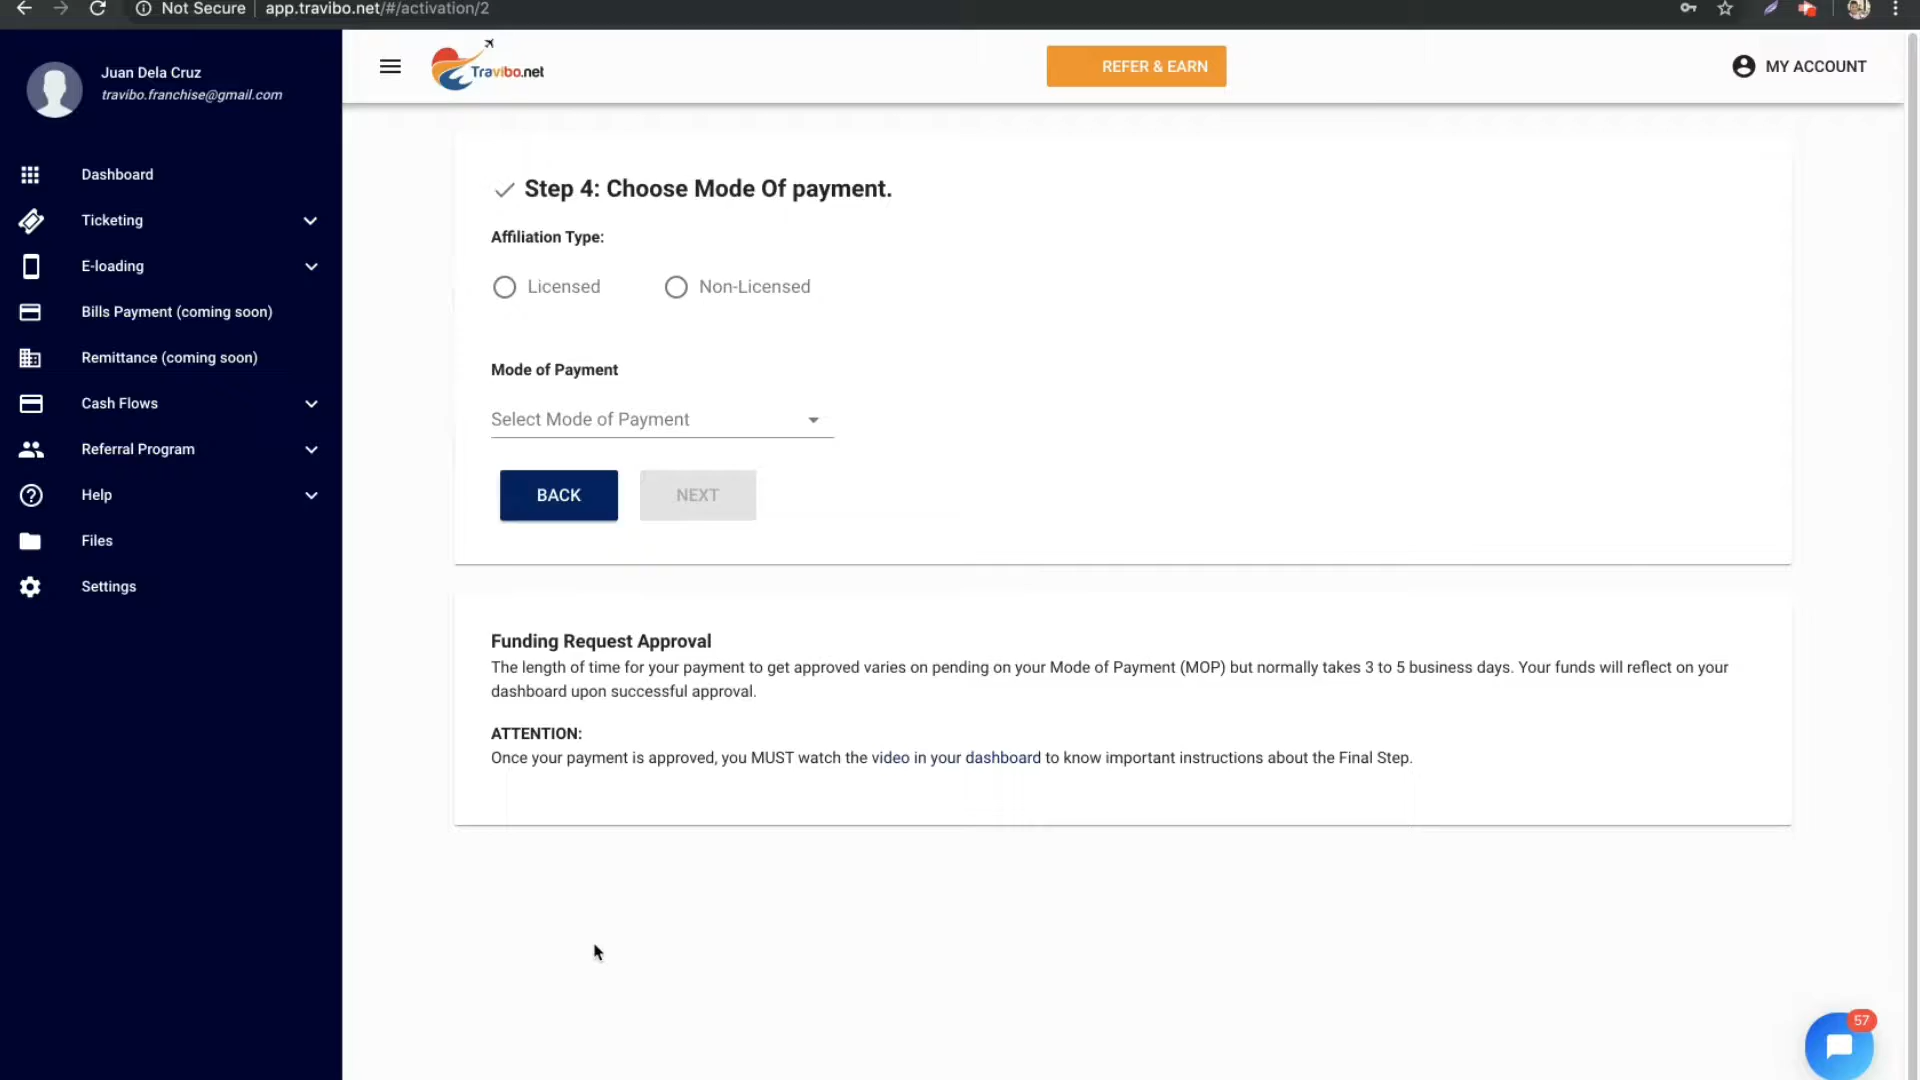 Not Secure app.travibo.net/#/activation/2
Juan Dela Cruz
travibo.franchise@gmail.com
Travibo.net
REFER & EARN
MY ACCOUNT
Dashboard
Ticketing
E-loading
Bills Payment (coming soon)
Remittance (coming soon)
Cash Flows
Referral Program
Help
Files
Settings
Step 4: Choose Mode Of payment.
Affiliation Type:
Licensed Non-Licensed
Mode of Payment
Select Mode of Payment
BACK NEXT
Funding Request Approval
The length of time for your payment to get approved varies on pending on your Mode of Payment (MOP) but normally takes 3 to 5 business days. Your funds will reflect on your
dashboard upon successful approval.
ATTENTION:
Once your payment is approved, you MUST watch the video in your dashboard to know important instructions about the Final Step.
57